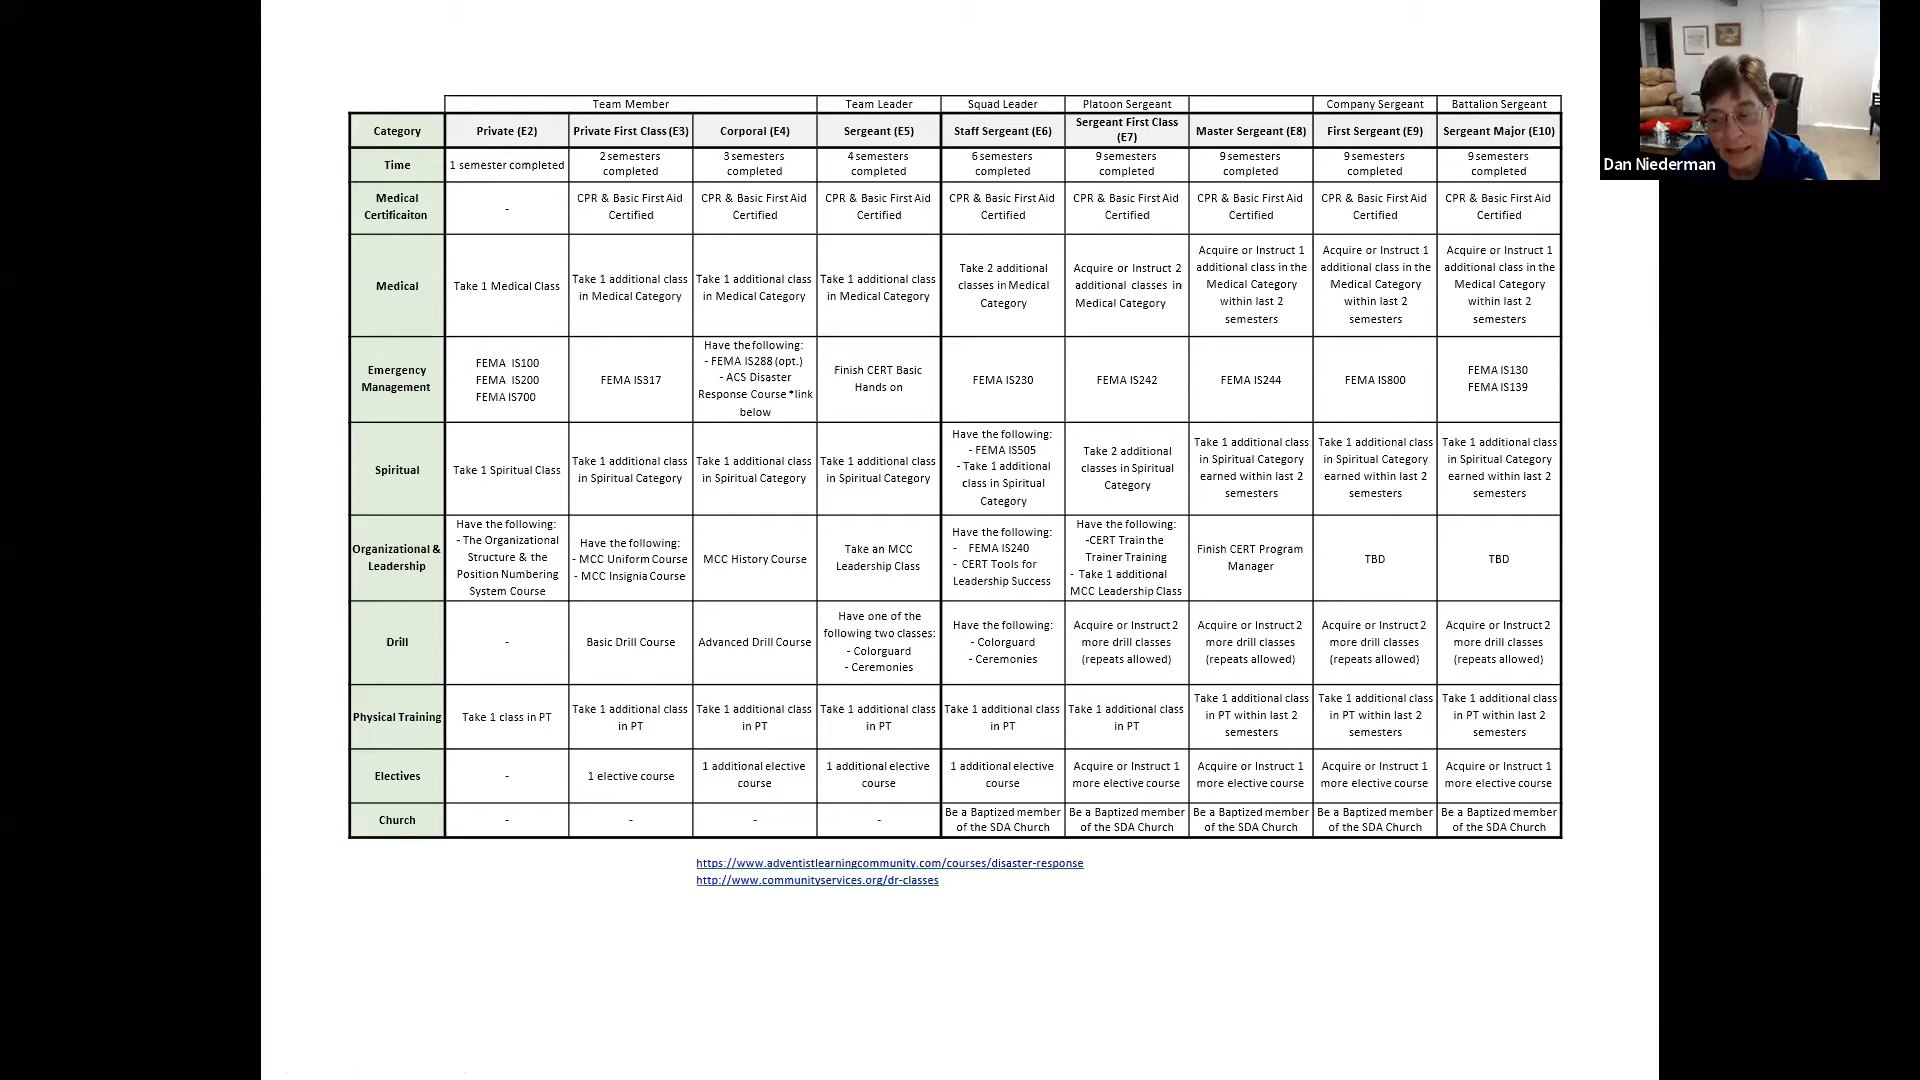 Team Member Team Leader Squad Leader Platoon Sergeant Company Sergeant Battalion Sergeant
Category Private (E2) Private First Class (E3) Corporal (E4) Sergeant (E5) Staff Sergeant (E6) Sergeant First Class (E7) Master Sergeant (E8) First Sergeant (E9) Sergeant Major (E10)
Time
1 semester completed
2 semesters
completed
3 semesters
completed
4 semesters
completed
6 semesters
completed
9 semesters
completed
9 semesters
completed
9 semesters
completed
9 semesters
completed
Medical
Certificaiton
-
CPR & Basic First Aid
Certified
CPR & Basic First Aid
Certified
CPR & Basic First Aid
Certified
CPR & Basic First Aid
Certified
CPR & Basic First Aid
Certified
CPR & Basic First Aid
Certified
CPR & Basic First Aid
Certified
CPR & Basic First Aid
Certified
Medical
Take 1 Medical Class
Take 1 additional class
in Medical Category
Take 1 additional class
in Medical Category
Take 1 additional class
in Medical Category
Take 2 additional
classes in Medical
Category
Acquire or Instruct 2
additional classes in
Medical Category
Acquire or Instruct 1
additional class in the
Medical Category
within last 2
semesters
Acquire or Instruct 1
additional class in the
Medical Category
within last 2
semesters
Acquire or Instruct 1
additional class in the
Medical Category
within last 2
semesters
Emergency
Management
FEMA IS100
FEMA IS200
FEMA IS700
FEMA IS317
Have the following:
- FEMA IS288 (opt.)
- ACS Disaster
Response Course *link
below
Finish CERT Basic
Hands on
FEMA IS230
FEMA IS242
FEMA IS244
FEMA IS800
FEMA IS130
FEMA IS139
Spiritual
Take 1 Spiritual Class
Take 1 additional class
in Spiritual Category
Take 1 additional class
in Spiritual Category
Take 1 additional class
in Spiritual Category
Have the following:
- FEMA IS505
- Take 1 additional
class in Spiritual
Category
Take 2 additional
classes in Spiritual
Category
Take 1 additional class
in Spiritual Category
earned within last 2
semesters
Take 1 additional class
in Spiritual Category
earned within last 2
semesters
Take 1 additional class
in Spiritual Category
earned within last 2
semesters
Organizational &
Leadership
Have the following:
- The Organizational
Structure & the
Position Numbering
System Course
Have the following:
- MCC Uniform Course
- MCC Insignia Course
MCC History Course
Take an MCC
Leadership Class
Have the following:
- FEMA IS240
- CERT Tools for
Leadership Success
Have the following:
-CERT Train the
Trainer Training
- Take 1 additional
MCC Leadership Class
Finish CERT Program
Manager
TBD
TBD
Drill
-
Basic Drill Course
Advanced Drill Course
Have one of the
following two classes:
- Colorguard
- Ceremonies
Have the following:
- Colorguard
- Ceremonies
Acquire or Instruct 2
more drill classes
(repeats allowed)
Acquire or Instruct 2
more drill classes
(repeats allowed)
Acquire or Instruct 2
more drill classes
(repeats allowed)
Acquire or Instruct 2
more drill classes
(repeats allowed)
Physical Training
Take 1 class in PT
Take 1 additional class
in PT
Take 1 additional class
in PT
Take 1 additional class
in PT
Take 1 additional class
in PT
Take 1 additional class
in PT
Take 1 additional class
in PT within last 2
semesters
Take 1 additional class
in PT within last 2
semesters
Take 1 additional class
in PT within last 2
semesters
Electives
-
1 elective course
1 additional elective
course
1 additional elective
course
1 additional elective
course
Acquire or Instruct 1
more elective course
Acquire or Instruct 1
more elective course
Acquire or Instruct 1
more elective course
Acquire or Instruct 1
more elective course
Church
-
-
-
-
Be a Baptized member
of the SDA Church
Be a Baptized member
of the SDA Church
Be a Baptized member
of the SDA Church
Be a Baptized member
of the SDA Church
Be a Baptized member
of the SDA Church
https://www.adventistlearningcommunity.com/courses/disaster-response
http://www.communityservices.org/dr-classes
Dan Niederman